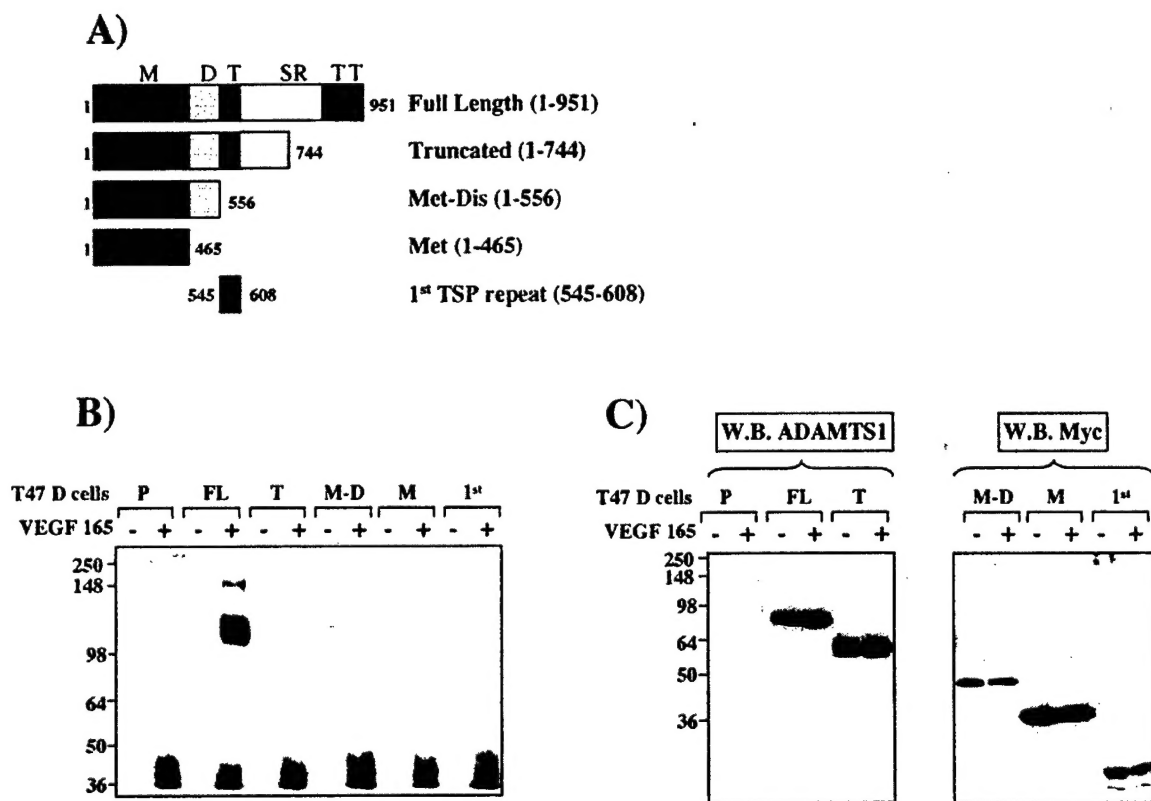 A)
M D T SR TT
1 951 Full Length (1-951)
1 744 Truncated (1-744)
1 556 Met-Dis (1-556)
1 465 Met (1-465)
545 608 1st TSP repeat (545-608)
B)
T47 D cells P FL T M-D M 1st
VEGF 165 - + - + - + - + - + - +
250
148
98
64
50
36
C)
W.B. ADAMTS1 W.B. Myc
T47 D cells P FL T M-D M 1st
VEGF 165 - + - + - + - + - + - +
250
148
98
64
50
36